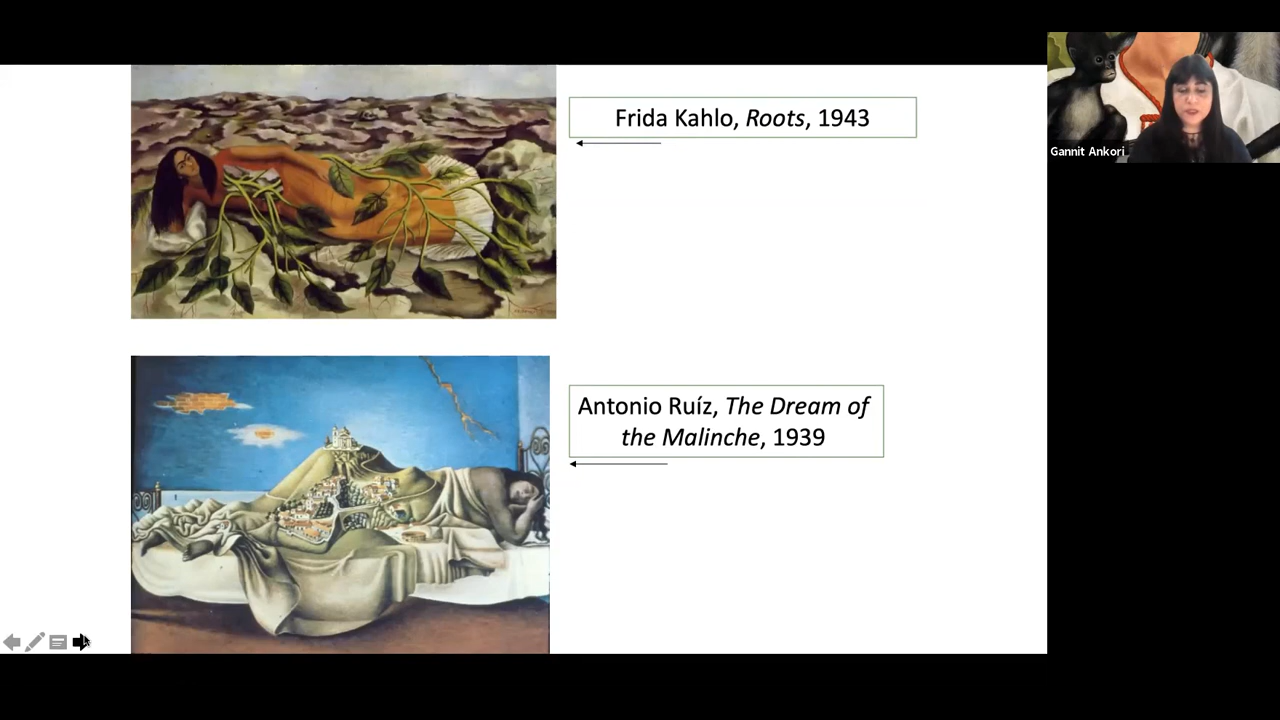 Frida Kahlo, Roots, 1943
Gannit Ankori
Antonio Ruíz, The Dream of
the Malinche, 1939